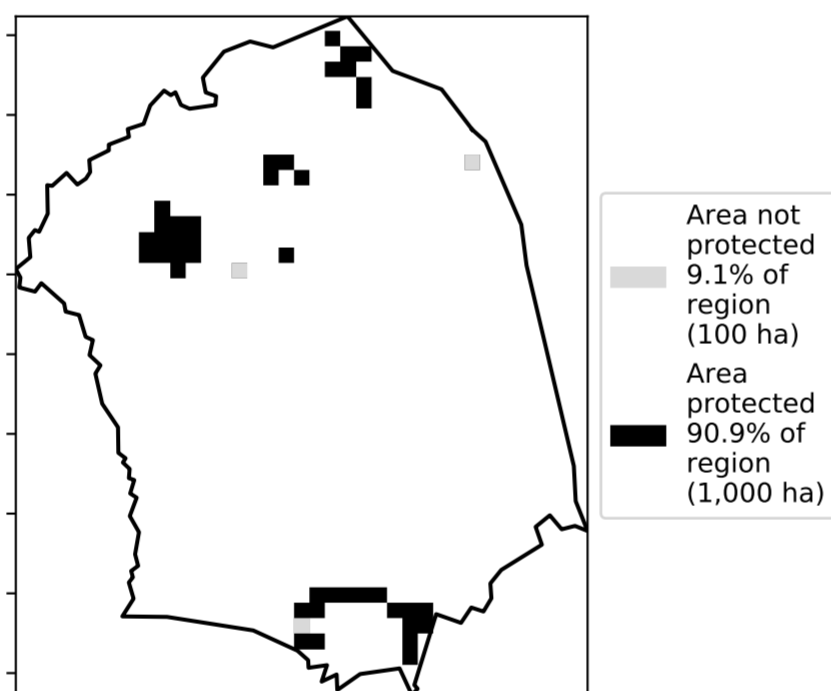 Area not
protected
9.1% of
region
(100 ha)
Area
protected
90.9% of
region
(1,000 ha)